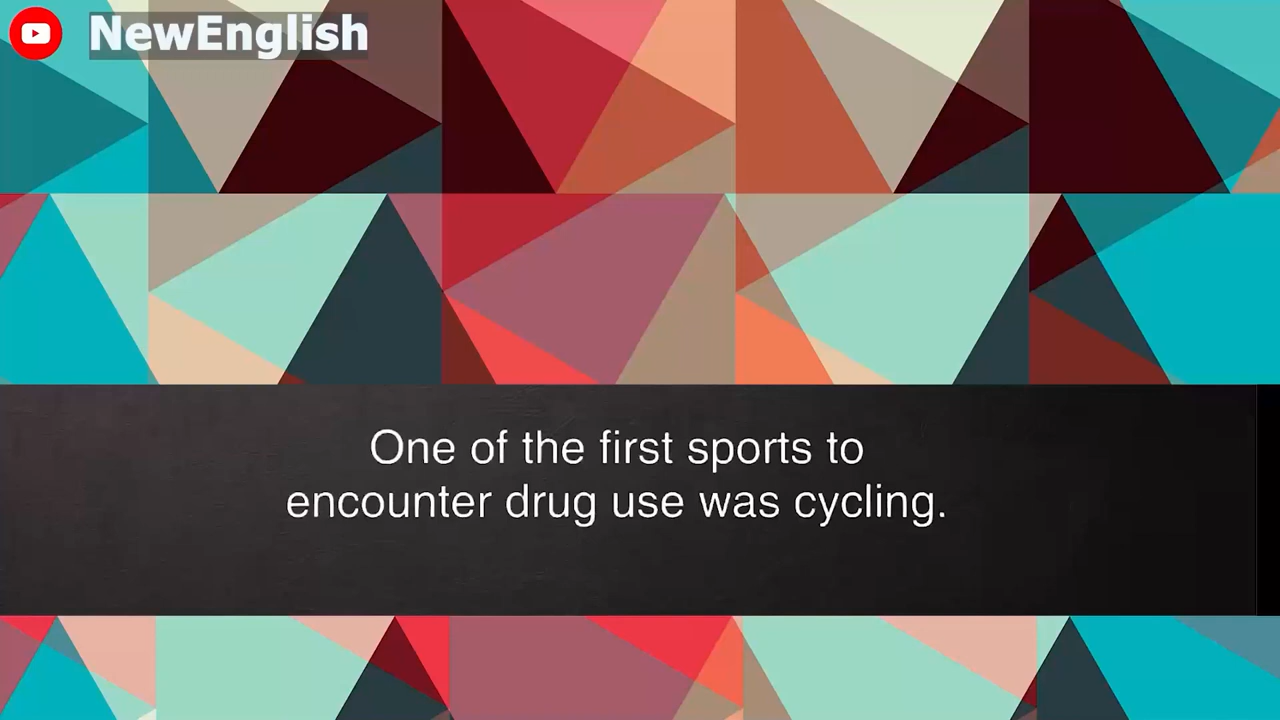 NewEnglish
One of the first sports to
encounter drug use was cycling.